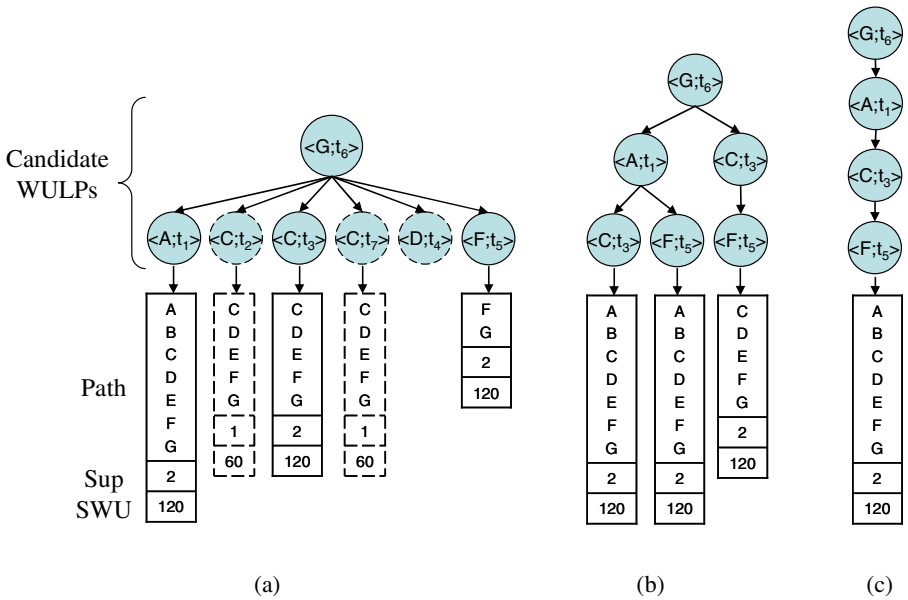 Candidate
WULPs
Path
Sup
SWU
<G;t6>
<A;t1> <C;t2> <C;t3> <C;t7> <D;t4> <F;t5>
A
B
C
D
E
F
G
2
120
C
D
E
F
G
1
60
C
D
E
F
G
2
120
C
D
E
F
G
1
60
F
G
2
120
(a)
<G;t6>
<A;t1> <C;t3>
<C;t3> <F;t5> <F;t5>
A
B
C
D
E
F
G
2
120
A
B
C
D
E
F
G
2
120
C
D
E
F
G
2
120
(b)
<G;t6>
<A;t1>
<C;t3>
<F;t5>
A
B
C
D
E
F
G
2
120
(c)